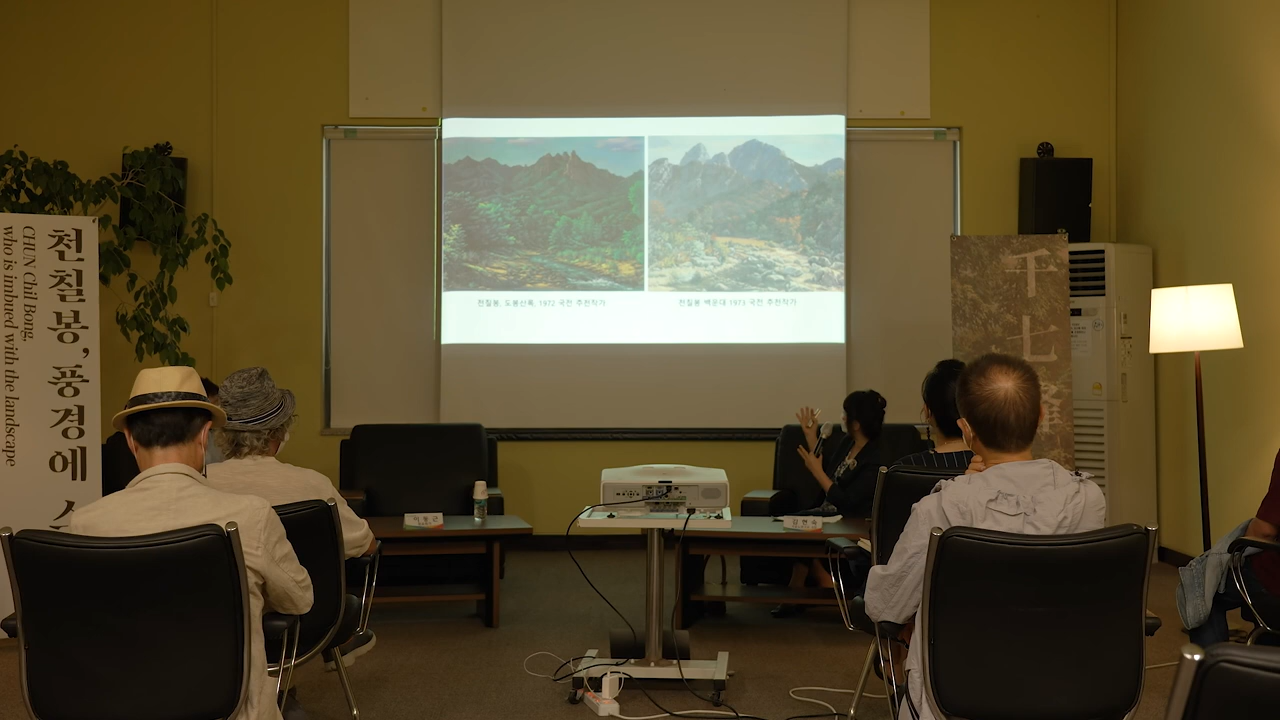 천칠봉, 풍경에
CHUN Chil Bong,
who is imbued with the landscape
천칠봉, 도봉산록, 1972 국전 추천작가
천칠봉 백운대 1973 국전 추천작가
千七